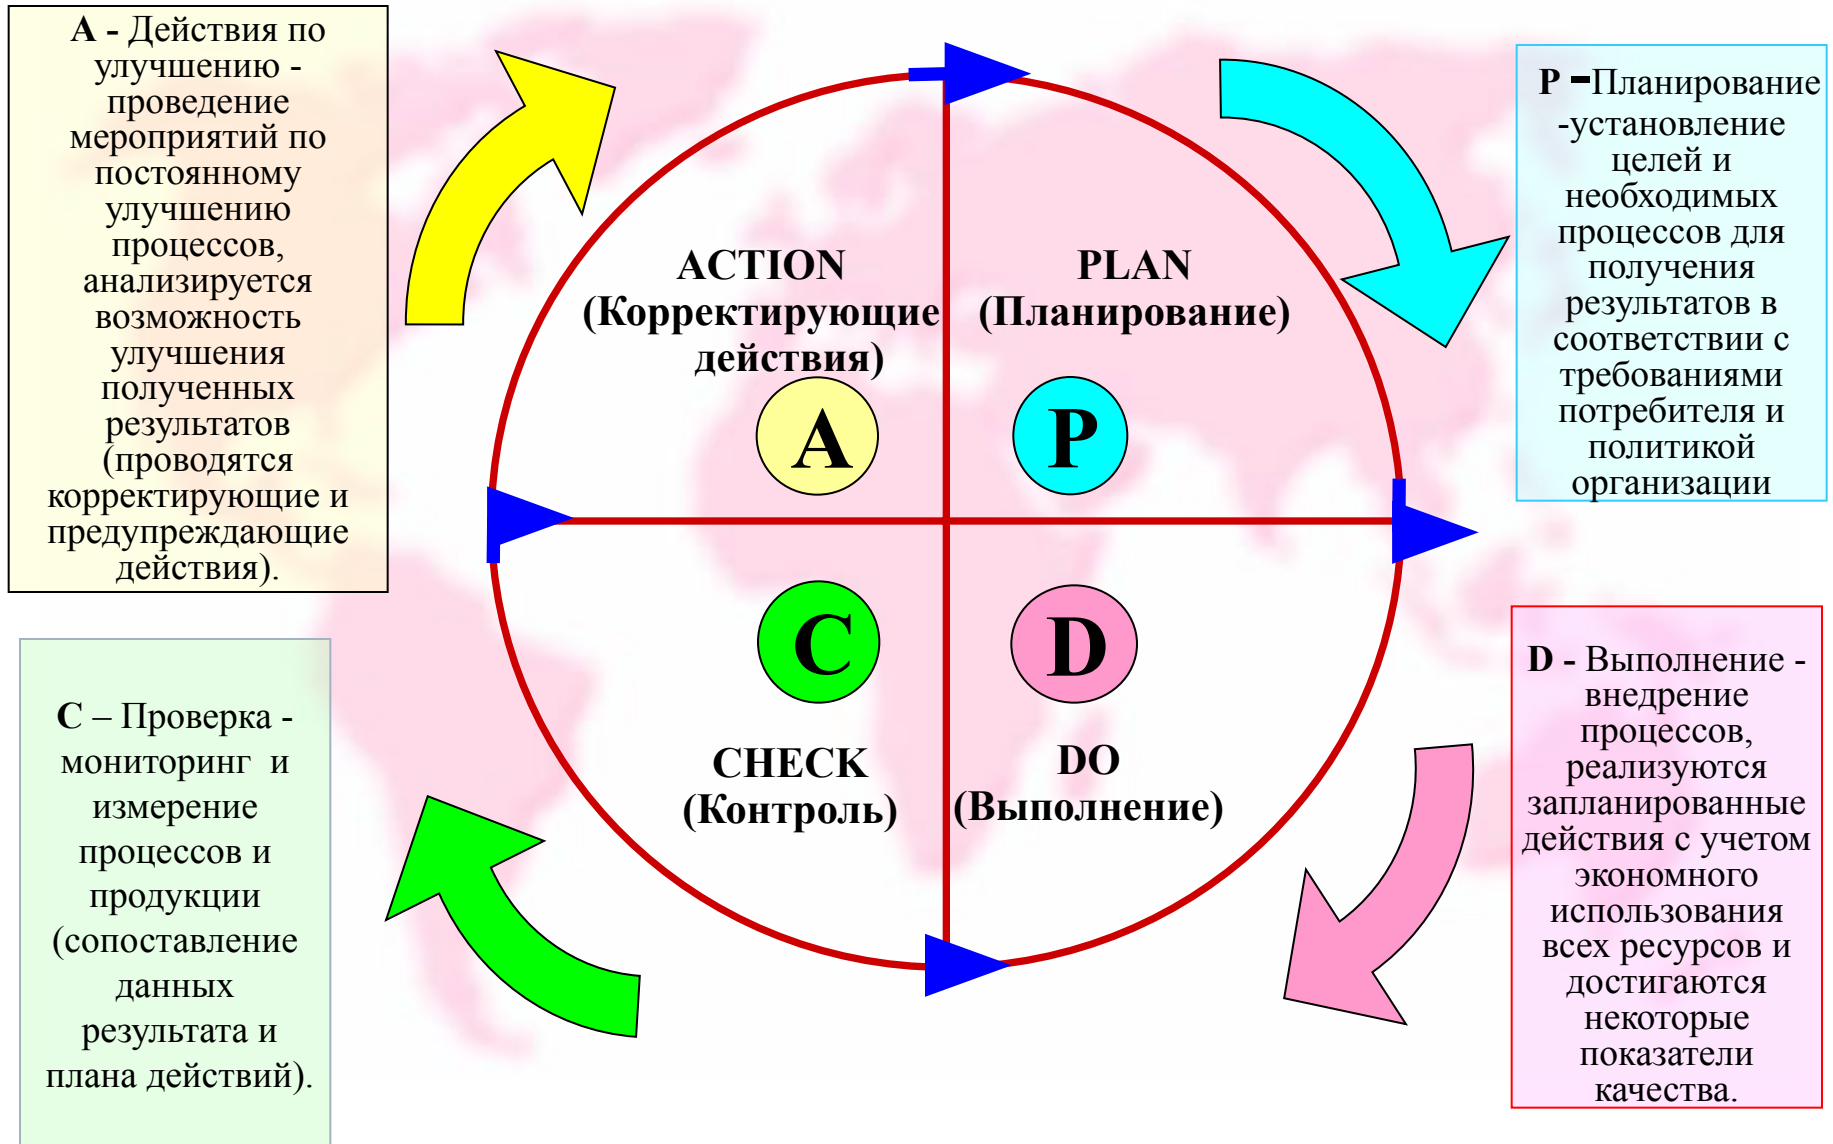 А - Действия по
улучшению -
проведение
мероприятий по
постоянному
улучшению
процессов,
анализируется
возможность
улучшения
полученных
результатов
(проводятся
корректирующие и
предупреждающие
действия).
ACTION
(Корректирующие
действия)
A
PLAN
(Планирование)
P
P –Планирование
-установление
целей и
необходимых
процессов для
получения
результатов в
соответствии с
требованиями
потребителя и
политикой
организации
C – Проверка -
мониторинг и
измерение
процессов и
продукции
(сопоставление
данных
результата и
плана действий).
C
CHECK
(Контроль)
D
DO
(Выполнение)
D - Выполнение -
внедрение
процессов,
реализуются
запланированные
действия с учетом
экономного
использования
всех ресурсов и
достигаются
некоторые
показатели
качества.